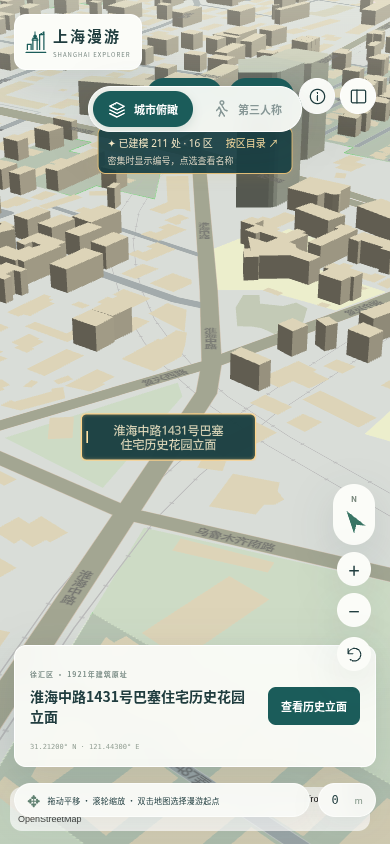 上海漫游
SHANGHAI EXPLORER
城市俯瞰
第三人称
✦ 已建模 211 处 · 16 区 按区目录 ↗
密集时显示编号，点选查看名称
淮海中路1431号巴塞
住宅历史花园立面
复兴中路
乌鲁木齐南路
淮海中路
N
+
−
徐汇区 · 1921年建筑原址
淮海中路1431号巴塞住宅历史花园
立面
查看历史立面
31.21200° N · 121.44300° E
拖动平移 · 滚轮缩放 · 双击地图选择漫游起点
0 m
OpenStreetMap